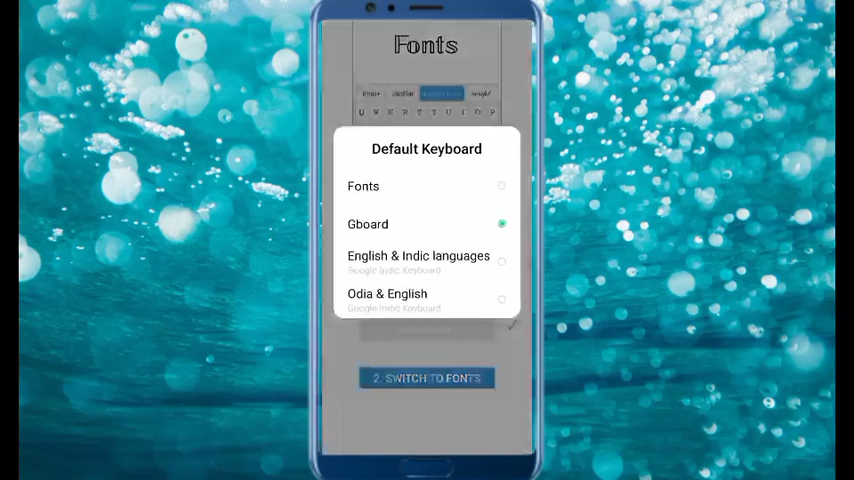 Fonts
script
Q W E R T Y U I O P
Default Keyboard
Fonts
Gboard
English & Indic languages
Google Indic Keyboard
Odia & English
Google Indic Keyboard
2. SWITCH TO FONTS